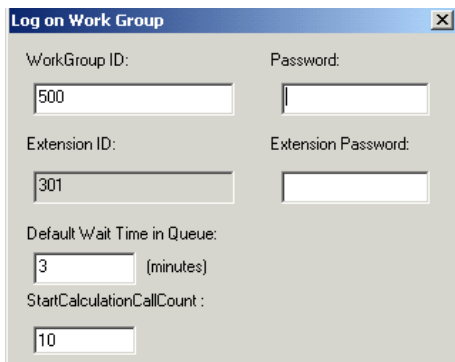 Log on Work Group
WorkGroup ID: Password:
500
Extension ID: Extension Password:
301
Default Wait Time in Queue:
3 (minutes)
StartCalculationCallCount :
10